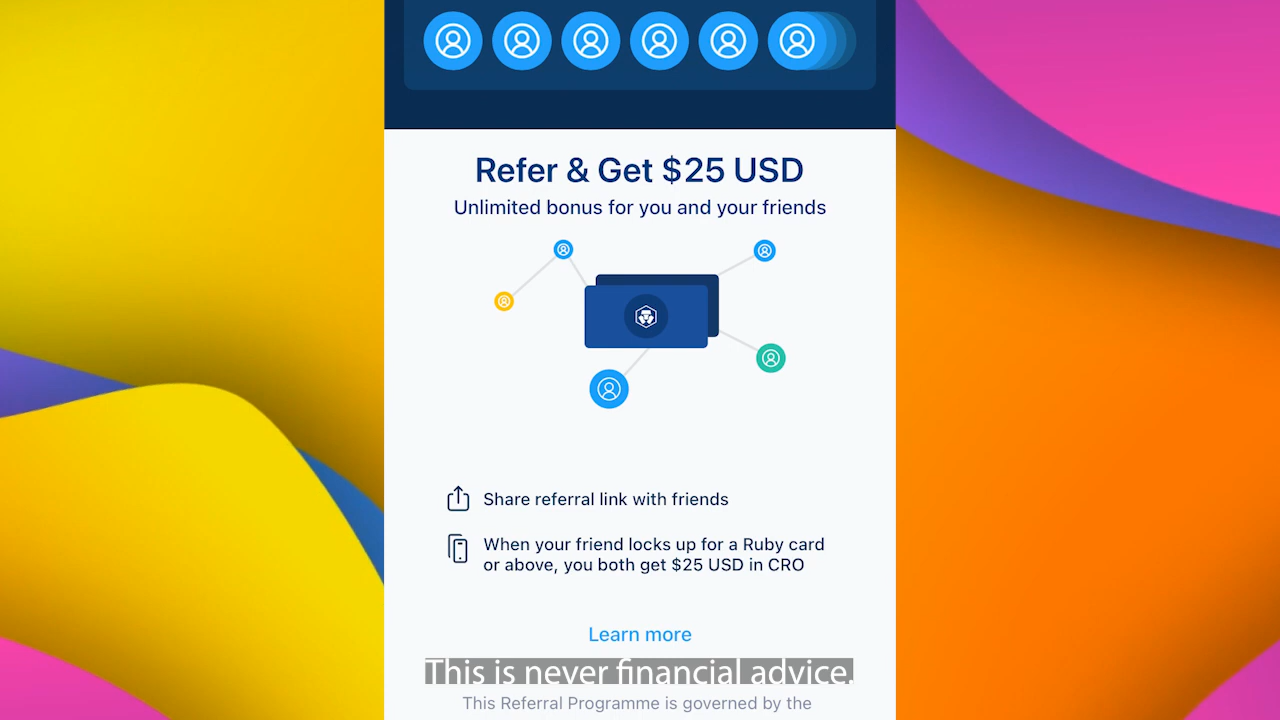 Refer & Get $25 USD
Unlimited bonus for you and your friends
Share referral link with friends
When your friend locks up for a Ruby card
or above, you both get $25 USD in CRO
Learn more
This is never financial advice.
This Referral Programme is governed by the